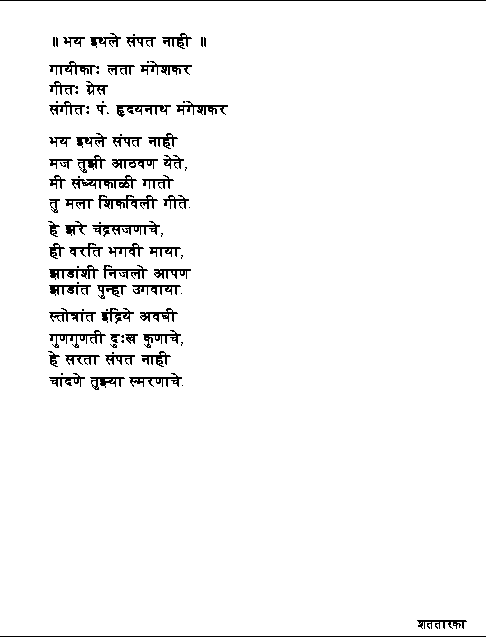 ॥ भय इथले संपत नाही ॥
गायीकाः लता मंगेशकर
गीतः ग्रेस
संगीतः पं. हृदयनाथ मंगेशकर
भय इथले संपत नाही
मज तुझी आठवण येते,
मी संध्याकाळी गातो
तु मला शिकविली गीते.
हे झरे चंद्रसजणाचे,
ही वरति भगवी माया,
झाडांशी निजलो आपण
झाडांत पुन्हा उगवाया.
स्तोत्रांत इंद्रिये अवघी
गुणगुणती दुःख कुणाचे,
हे सरता संपत नाही
चांदणे तुझ्या स्मरणाचे.
शततारका